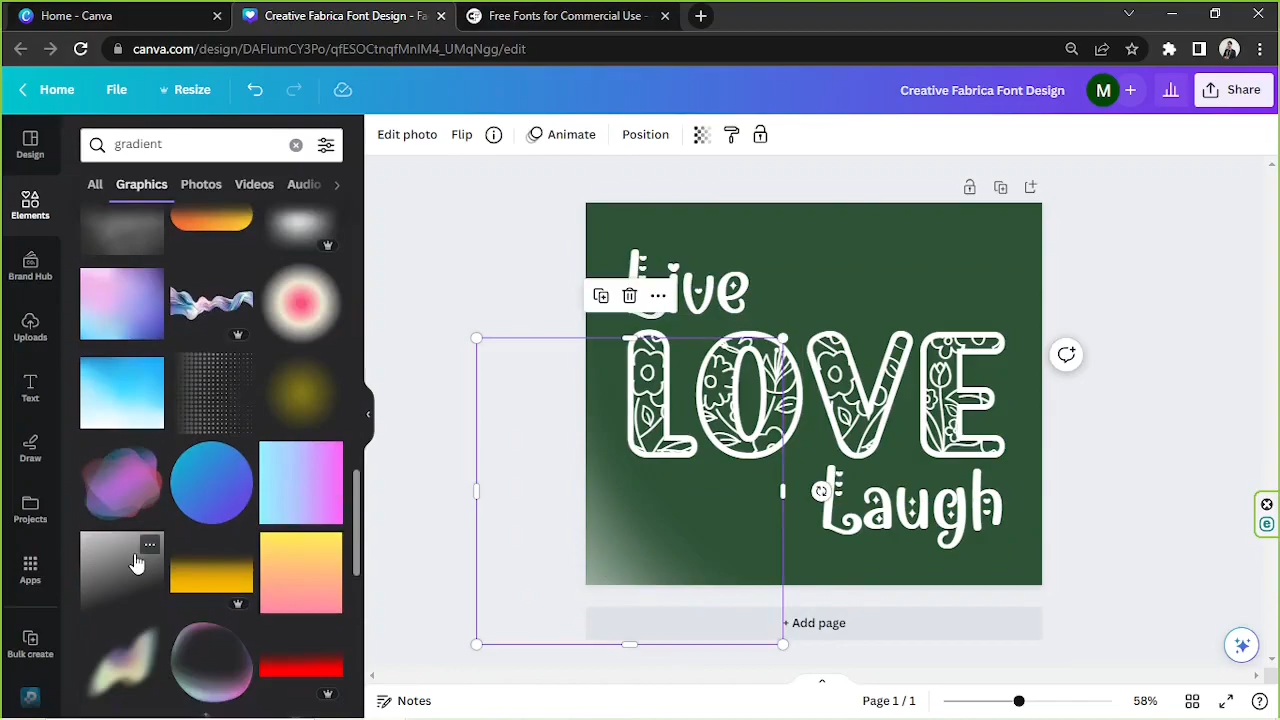 Home - Canva
Creative Fabrica Font Design - Fa
Free Fonts for Commercial Use -
canva.com/design/DAFlumCY3Po/qfESOCtnqfMnIM4_UMqNgg/edit
Home
File
Resize
Creative Fabrica Font Design
M
Share
Design
Elements
Brand Hub
Uploads
Text
Draw
Projects
Apps
Bulk create
gradient
All
Graphics
Photos
Videos
Audio
Edit photo
Flip
Animate
Position
Live
LOVE
Laugh
+ Add page
Notes
Page 1 / 1
58%